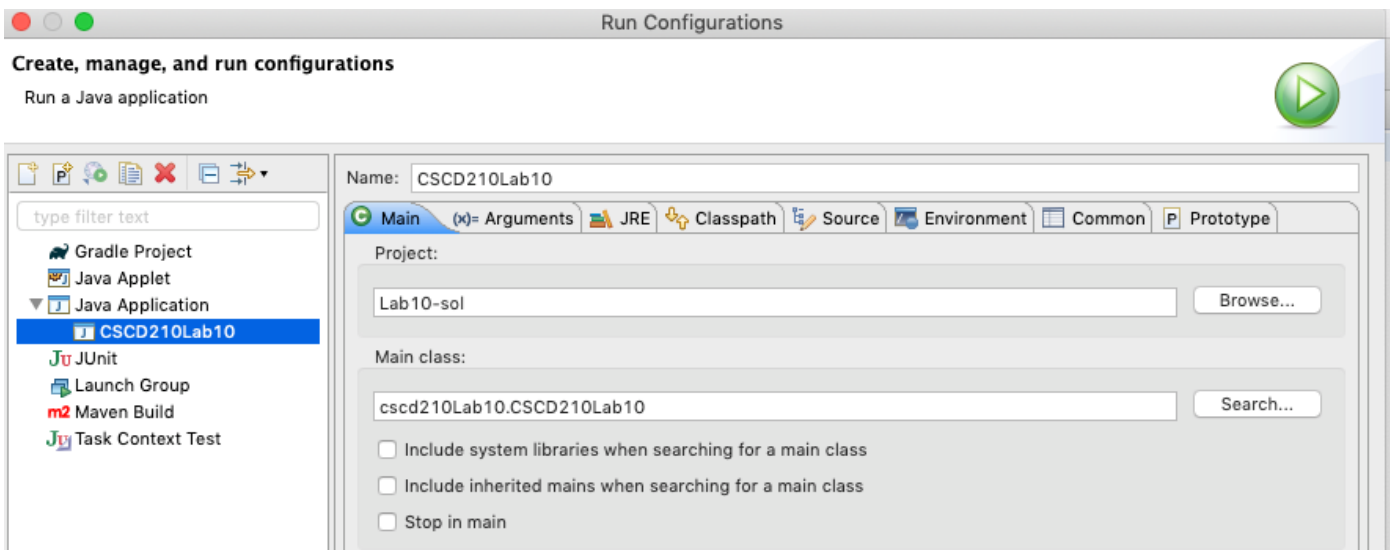 Run Configurations
Create, manage, and run configurations
Run a Java application
type filter text
Gradle Project
Java Applet
Java Application
CSCD210Lab10
JUnit
Launch Group
m2 Maven Build
Task Context Test
Name: CSCD210Lab10
Main (x)= Arguments JRE Classpath Source Environment Common P Prototype
Project:
Lab10-sol Browse...
Main class:
cscd210Lab10.CSCD210Lab10 Search...
Include system libraries when searching for a main class
Include inherited mains when searching for a main class
Stop in main